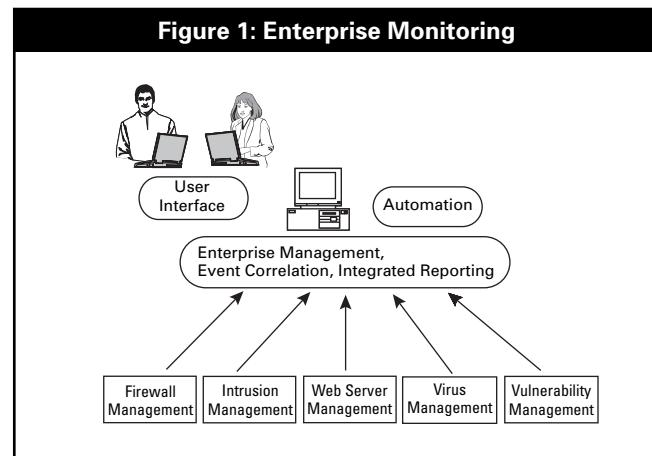 Figure 1: Enterprise Monitoring
User
Interface
Automation
Enterprise Management,
Event Correlation, Integrated Reporting
Firewall
Management
Intrusion
Management
Web Server
Management
Virus
Management
Vulnerability
Management